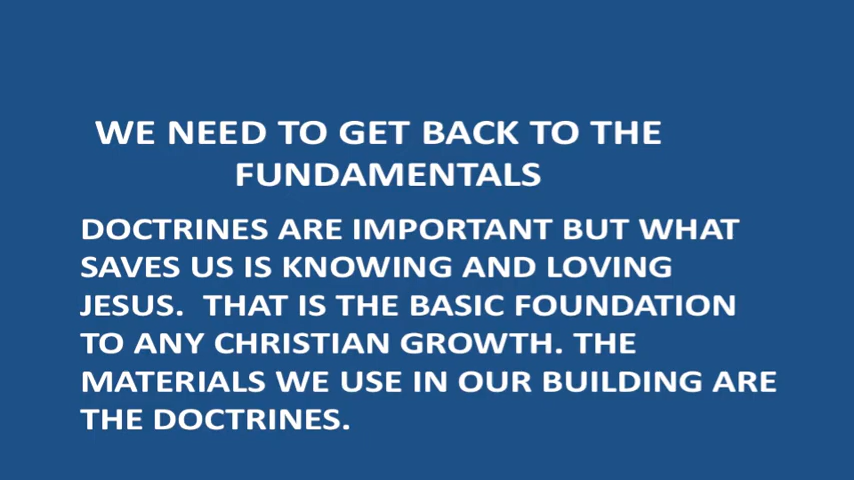 WE NEED TO GET BACK TO THE
FUNDAMENTALS
DOCTRINES ARE IMPORTANT BUT WHAT
SAVES US IS KNOWING AND LOVING
JESUS.  THAT IS THE BASIC FOUNDATION
TO ANY CHRISTIAN GROWTH. THE
MATERIALS WE USE IN OUR BUILDING ARE
THE DOCTRINES.